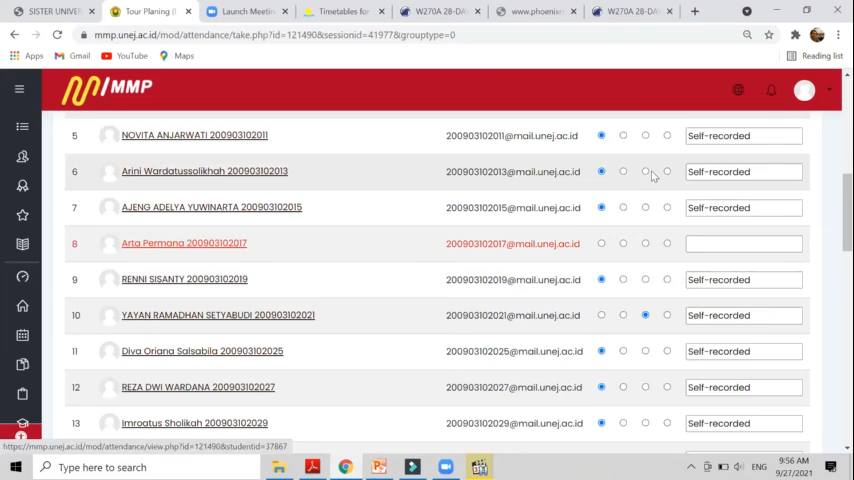 SISTER UNIVER
Tour Planing (
Launch Meetin
Timetables for
W270A 28-DA
www.phoenixm
W270A 28-DA
mmp.unej.ac.id/mod/attendance/take.php?id=121490&sessionid=41977&grouptype=0
Apps
Gmail
YouTube
Maps
Reading list
MMP
5 NOVITA ANJARWATI 200903102011 200903102011@mail.unej.ac.id Self-recorded
6 Arini Wardatussolikhah 200903102013 200903102013@mail.unej.ac.id Self-recorded
7 AJENG ADELYA YUWINARTA 200903102015 200903102015@mail.unej.ac.id Self-recorded
8 Arta Permana 200903102017 200903102017@mail.unej.ac.id
9 RENNI SISANTY 200903102019 200903102019@mail.unej.ac.id Self-recorded
10 YAYAN RAMADHAN SETYABUDI 200903102021 200903102021@mail.unej.ac.id Self-recorded
11 Diva Oriana Salsabila 200903102025 200903102025@mail.unej.ac.id Self-recorded
12 REZA DWI WARDANA 200903102027 200903102027@mail.unej.ac.id Self-recorded
13 Imroatus Sholikah 200903102029 200903102029@mail.unej.ac.id Self-recorded
https://mmp.unej.ac.id/mod/attendance/view.php?id=121490&studentid=37867
Type here to search
ENG
9:56 AM
9/27/2021